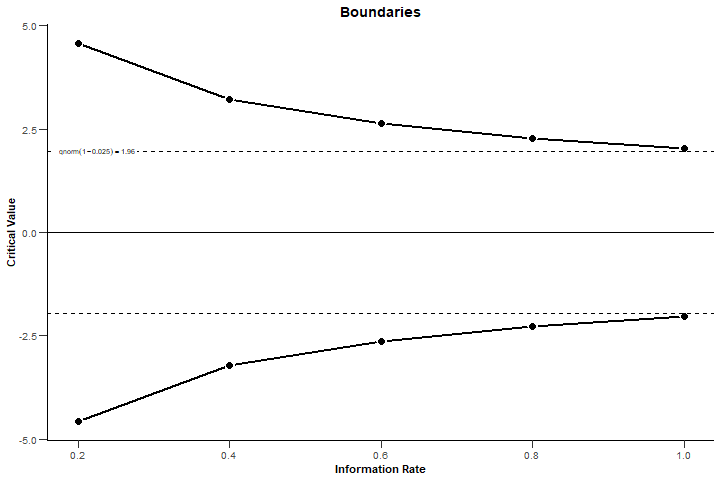 Boundaries
5.0
2.5
0.0
-2.5
-5.0
Critical Value
qnorm(1−0.025) = 1.96
0.2 0.4 0.6 0.8 1.0
Information Rate